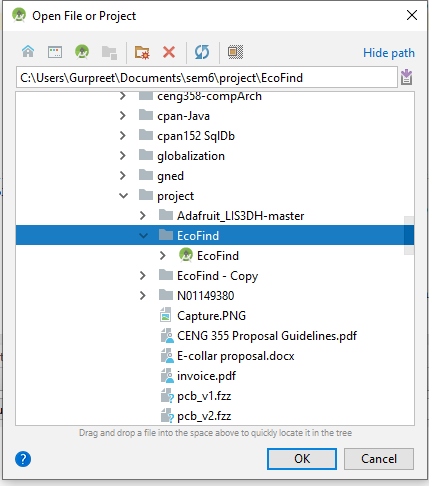 Open File or Project
Hide path
C:\Users\Gurpreet\Documents\sem6\project\EcoFind
ceng358-compArch
cpan-Java
cpan152 SqlDb
globalization
gned
project
Adafruit_LIS3DH-master
EcoFind
EcoFind
EcoFind - Copy
N01149380
Capture.PNG
CENG 355 Proposal Guidelines.pdf
E-collar proposal.docx
invoice.pdf
pcb_v1.fzz
pcb_v2.fzz
Drag and drop a file into the space above to quickly locate it in the tree
?
OK
Cancel